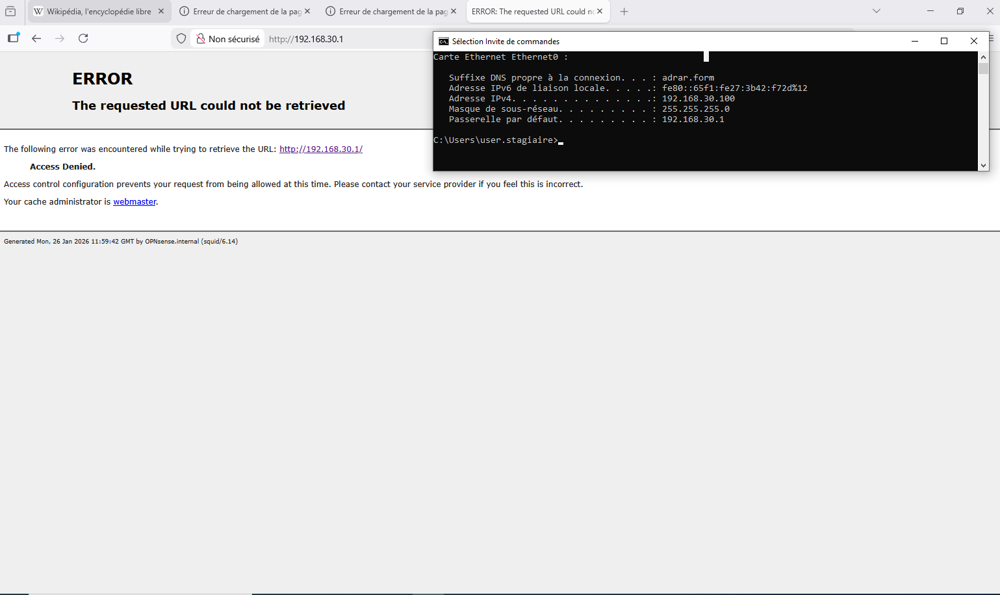 Wikipédia, l'encyclopédie libre
Erreur de chargement de la pag
Erreur de chargement de la pag
ERROR: The requested URL could n
Non sécurisé
http://192.168.30.1
ERROR
The requested URL could not be retrieved
The following error was encountered while trying to retrieve the URL: http://192.168.30.1/
Access Denied.
Access control configuration prevents your request from being allowed at this time. Please contact your service provider if you feel this is incorrect.
Your cache administrator is webmaster.
Generated Mon, 26 Jan 2026 11:59:42 GMT by OPNsense.internal (squid/6.14)
Sélection Invite de commandes
Carte Ethernet Ethernet0 :
Suffixe DNS propre à la connexion. . . : adrar.form
Adresse IPv6 de liaison locale. . . . .: fe80::65f1:fe27:3b42:f72d%12
Adresse IPv4. . . . . . . . . . . . . .: 192.168.30.100
Masque de sous-réseau. . . . . . . . . : 255.255.255.0
Passerelle par défaut. . . . . . . . . : 192.168.30.1
C:\Users\user.stagiaire>